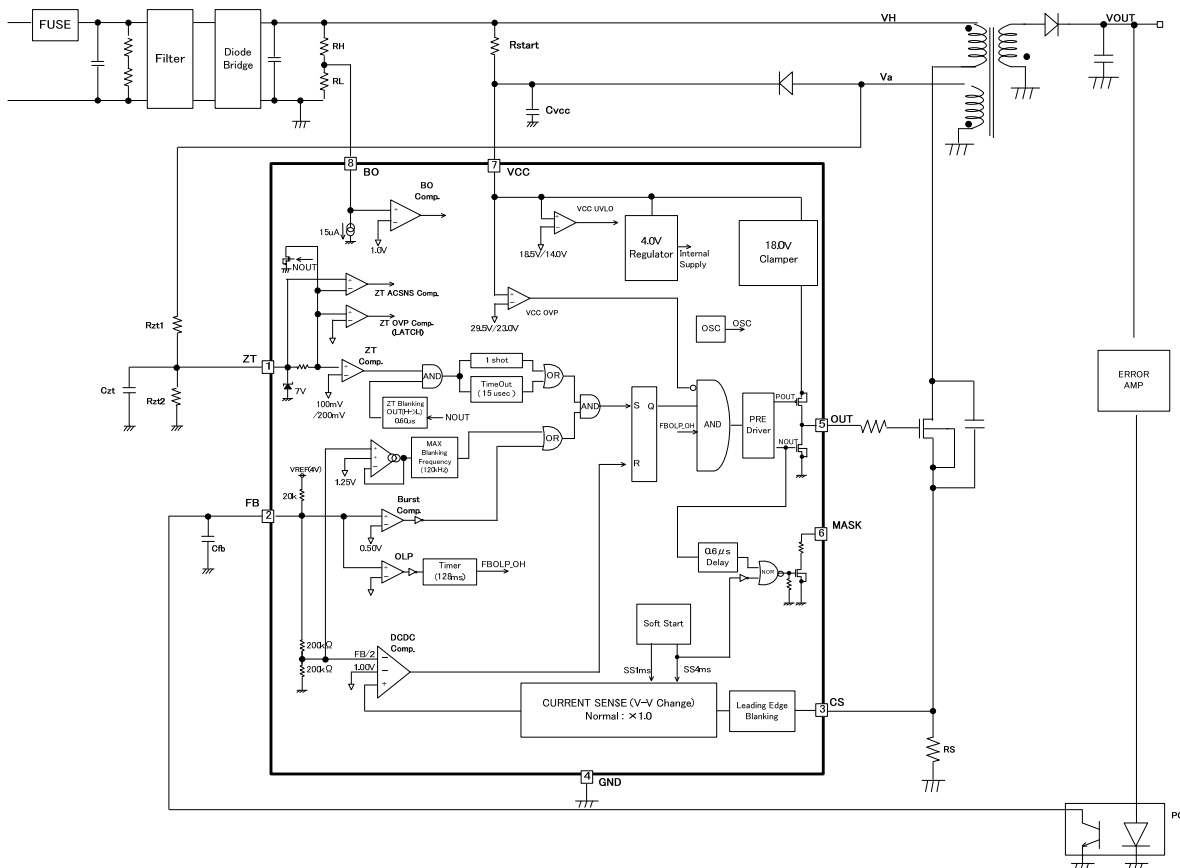 FUSE
Filter
Diode
Bridge
RH
RL
Rstart
Cvcc
VH
Va
VOUT
8
BO
7
VCC
BO
Comp.
15uA
1.0V
VCC UVLO
18.5V/14.0V
4.0V
Regulator
Internal
Supply
18.0V
Clamper
NOUT
ZT ACSNS Comp.
ZT OVP Comp.
(LATCH)
VCC OVP
29.5V/23.0V
OSC
OSC
Rzt1
ZT
1
Czt
Rzt2
7V
ZT
Comp.
100mV
/200mV
AND
1 shot
TimeOut
(15 usec)
OR
ZT Blanking
OUT(H->L)
0.60us
NOUT
AND
OR
S
Q
R
FBOLP_OH
AND
PRE
Driver
POUT
NOUT
5
OUT
ERROR
AMP
1.25V
MAX
Blanking
Frequency
(120kHz)
VREF(4V)
20k
FB
2
Cfb
Burst
Comp.
0.50V
OLP
Timer
(128ms)
FBOLP_OH
6
MASK
0.6μs
Delay
NOR
Soft Start
SS1ms
SS4ms
200kΩ
200kΩ
FB/2
1.00V
DCDC
Comp.
CURRENT SENSE (V-V Change)
Normal : ×1.0
Leading Edge
Blanking
3
CS
RS
4
GND